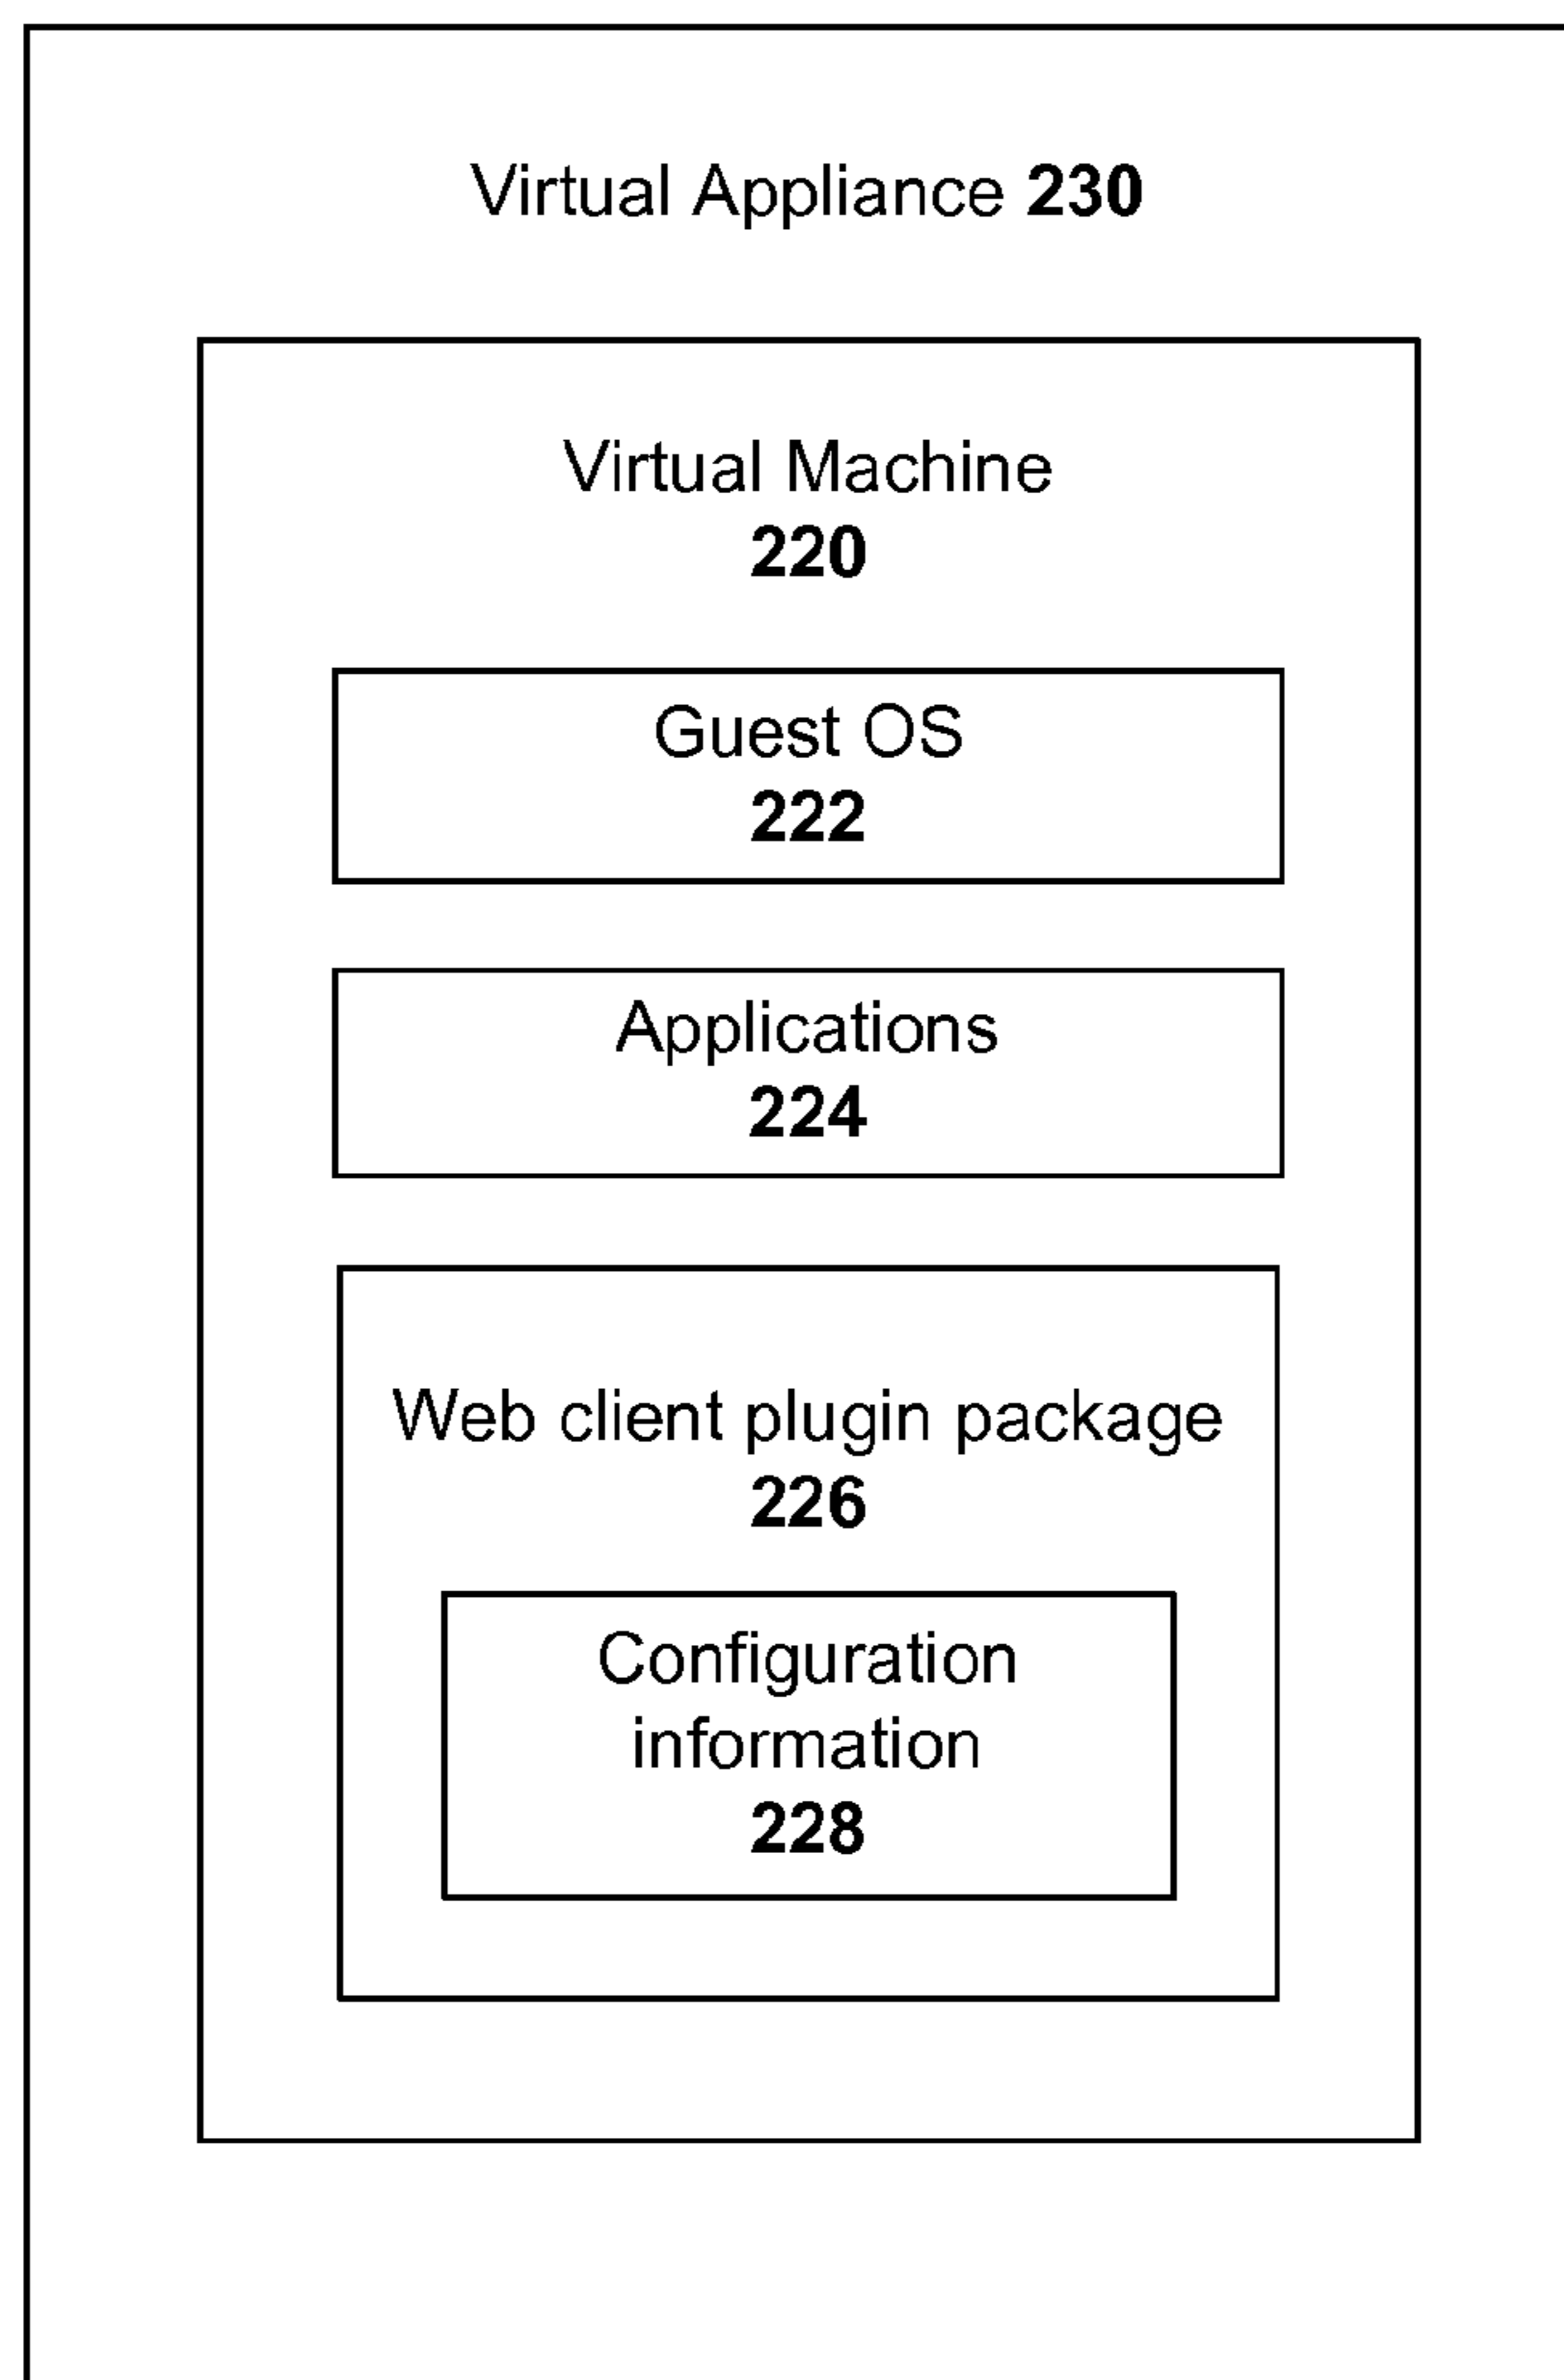 Virtual Appliance 230
Virtual Machine
220
Guest OS
222
Applications
224
Web client plugin package
226
Configuration
information
228